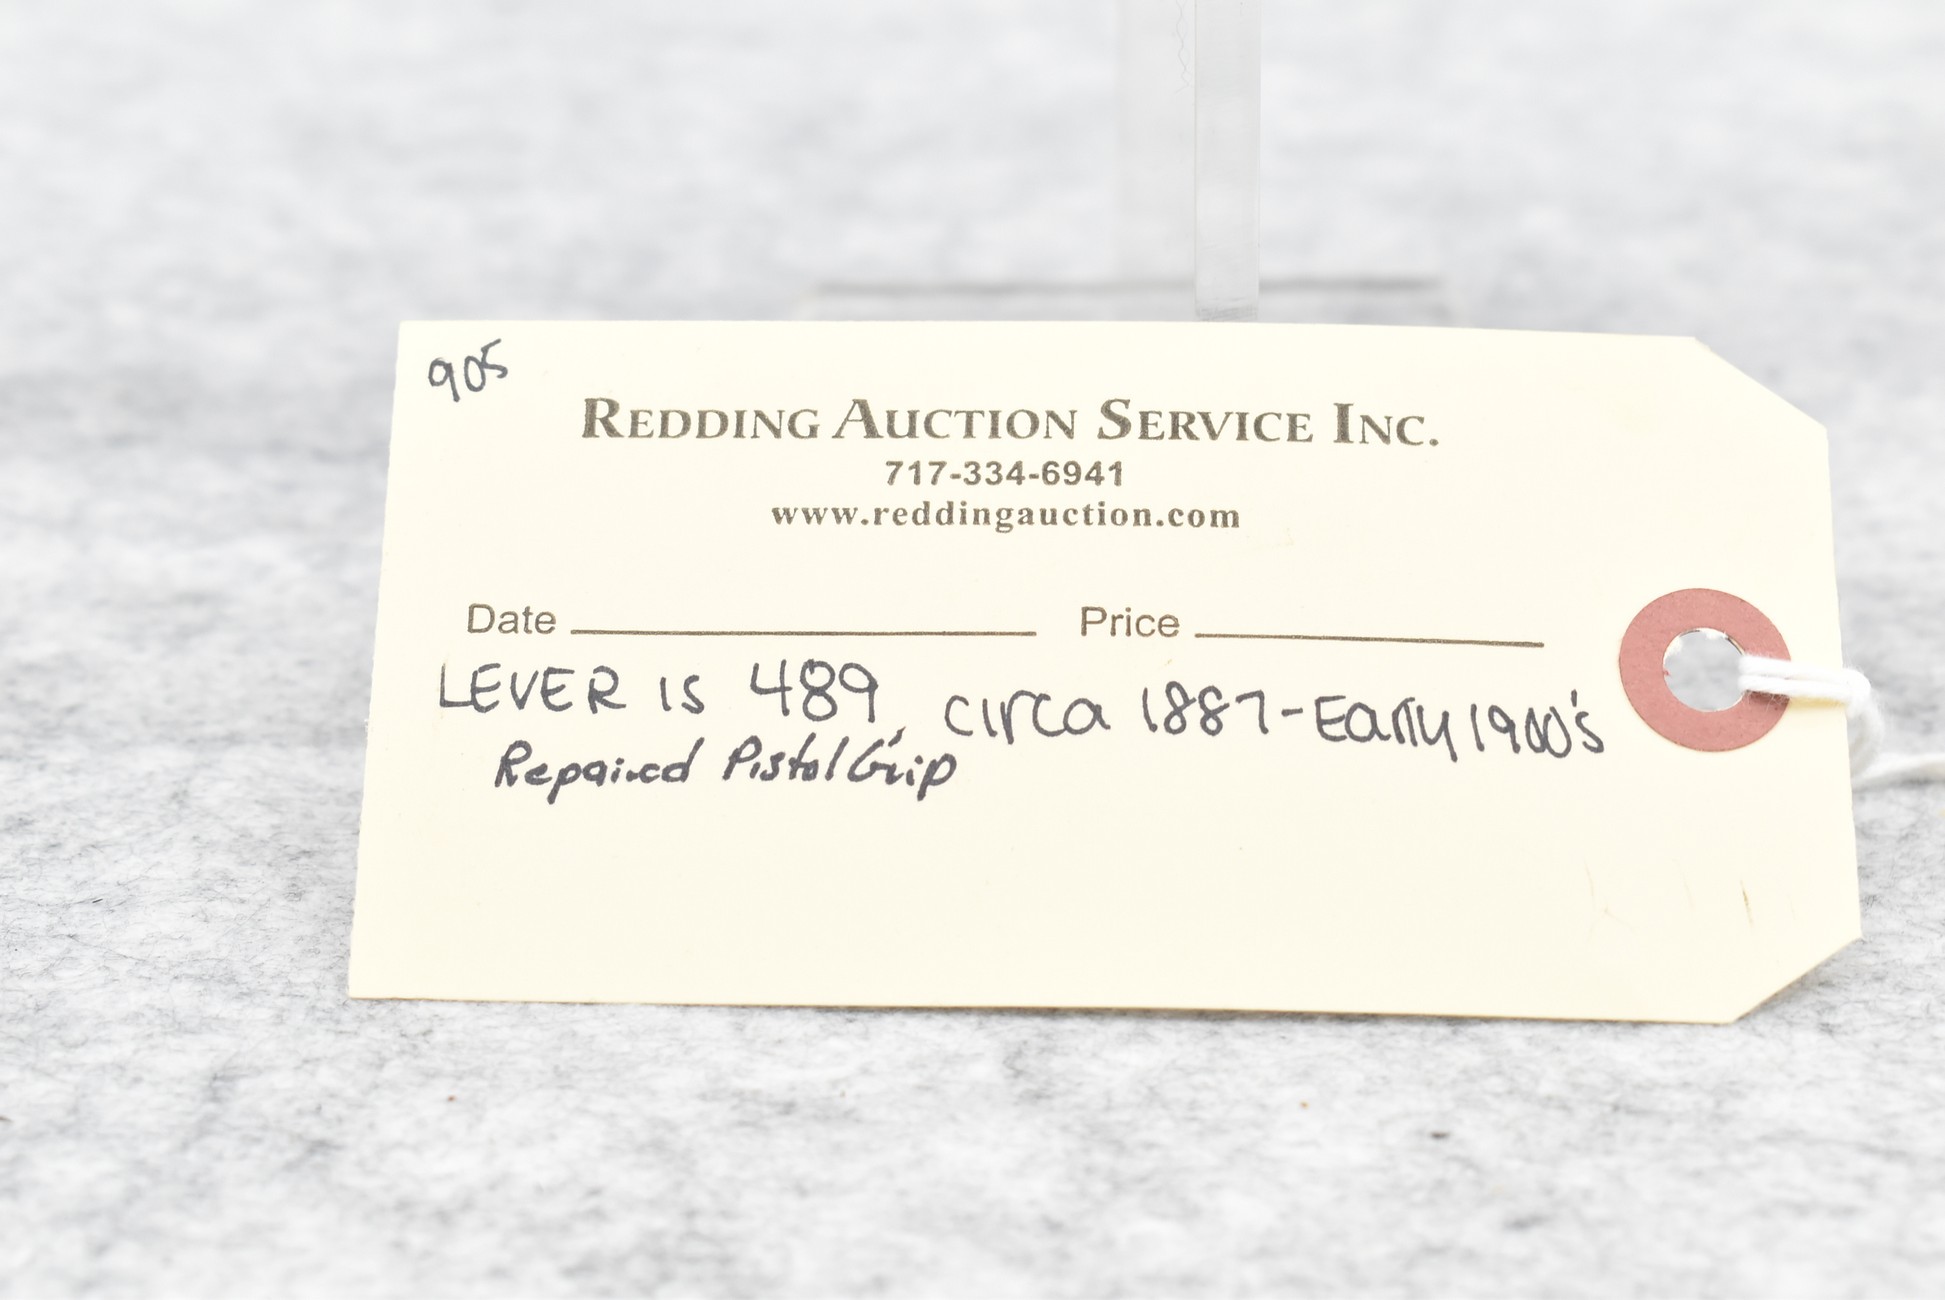 905
REDDING AUCTION SERVICE INC.
717-334-6941
www.reddingauction.com
Date Price
LEVER IS 489, circa 1887-Early 1900's
Repaired Pistol Grip